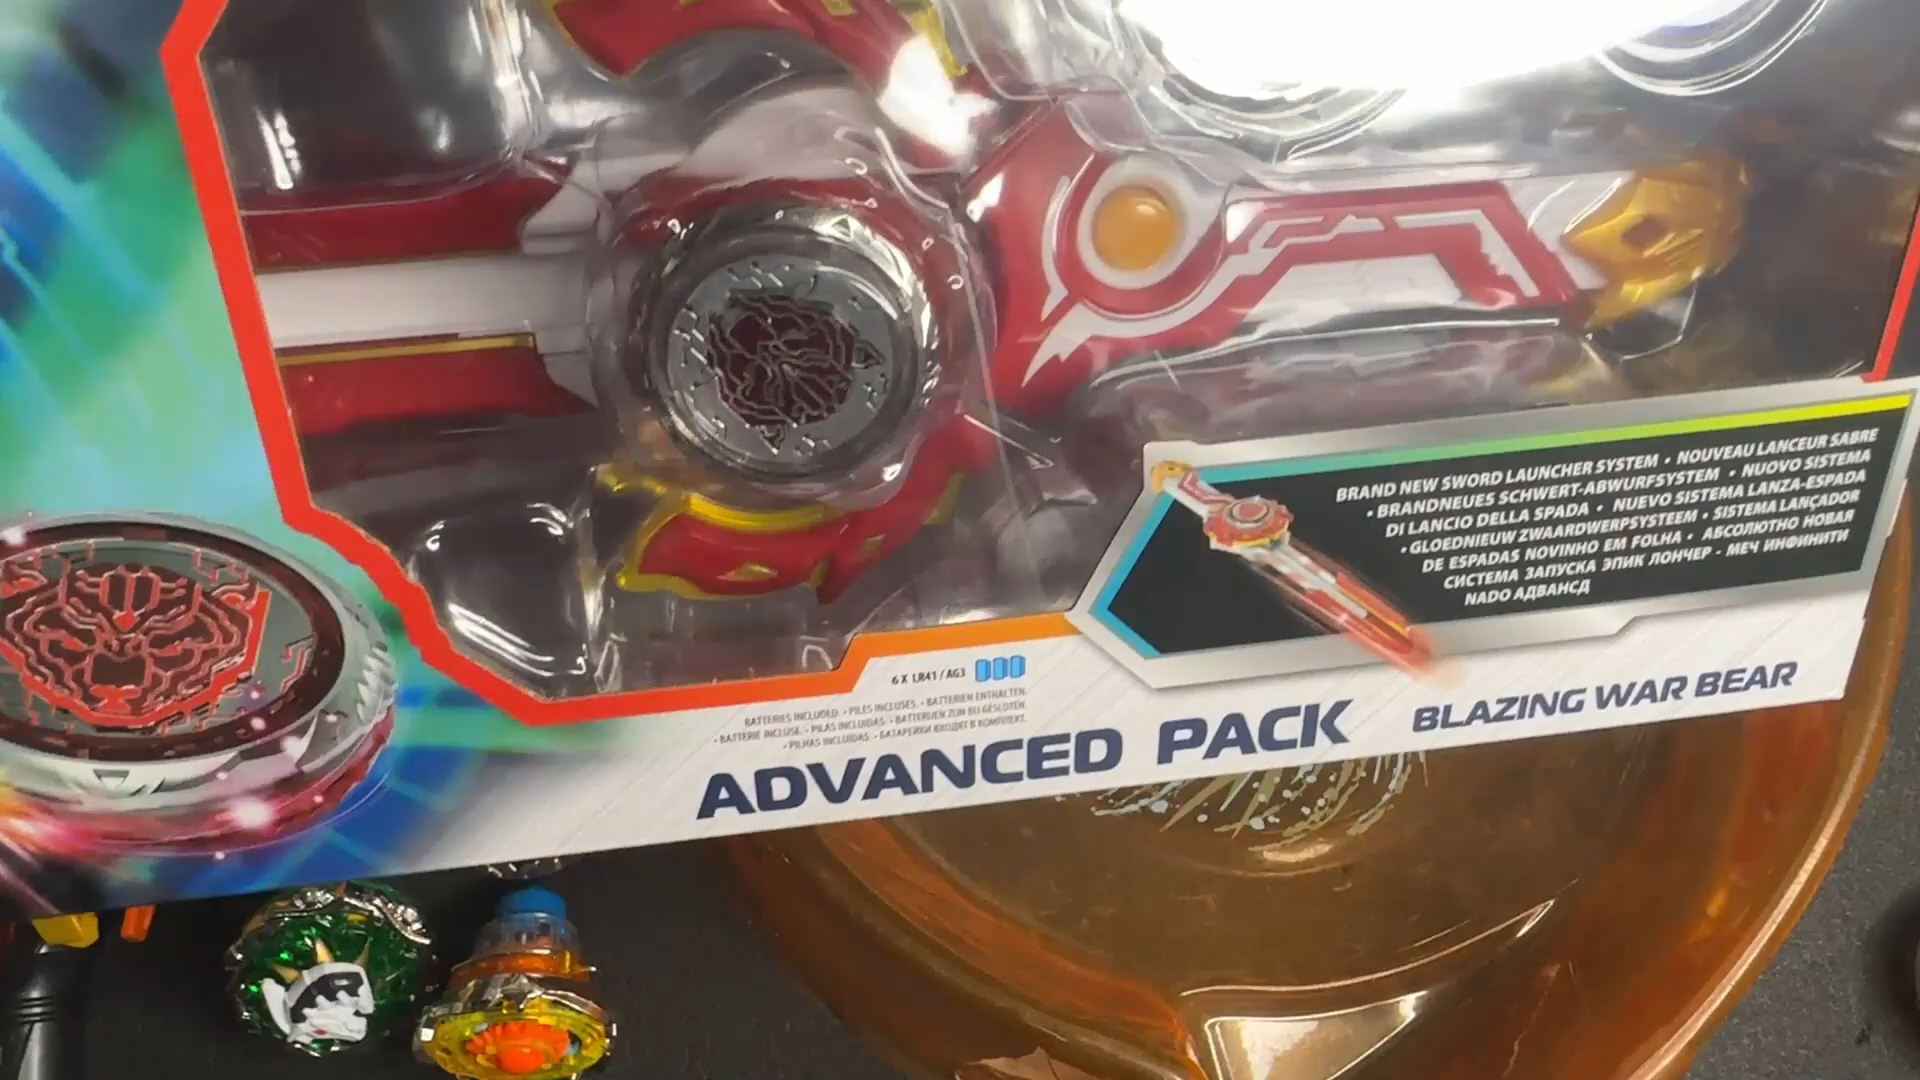 BRAND NEW SWORD LAUNCHER SYSTEM • NOUVEAU LANCEUR SABRE
• BRANDNEUES SCHWERT-ABWURFSYSTEM • NUOVO SISTEMA
DI LANCIO DELLA SPADA • NUEVO SISTEMA LANZA-ESPADA
• GLOEDNIEUW ZWAARDWERPSYSTEEM • SISTEMA LANÇADOR
DE ESPADAS NOVINHO EM FOLHA • АБСОЛЮТНО НОВАЯ
СИСТЕМА ЗАПУСКА ЭПИК ЛОНЧЕР - МЕЧ ИНФИНИТИ
NADO АДВАНСД
6 X LR41 / AG3
BATTERIES INCLUDED. • PILES INCLUSES. • BATTERIEN ENTHALTEN.
• BATTERIE INCLUSE. • PILAS INCLUIDAS. • BATTERIJEN ZIJN BIJ GESLOTEN.
• PILHAS INCLUÍDAS. • БАТАРЕЙКИ ВХОДЯТ В КОМПЛЕКТ.
ADVANCED PACK BLAZING WAR BEAR